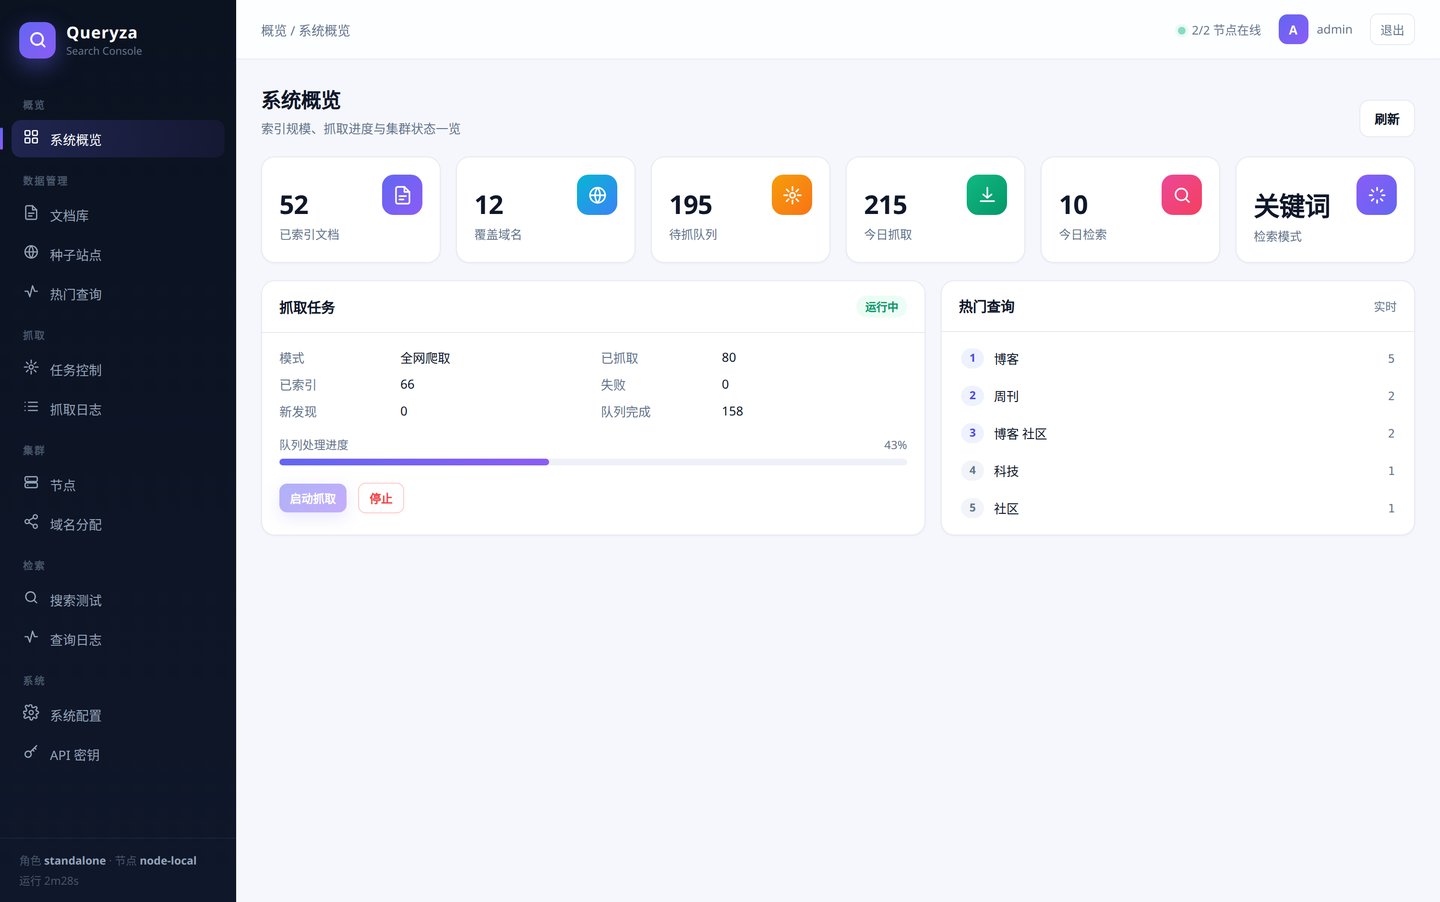 Queryza
Search Console
概览
系统概览
数据管理
文档库
种子站点
热门查询
抓取
任务控制
抓取日志
集群
节点
域名分配
检索
搜索测试
查询日志
系统
系统配置
API 密钥
角色 standalone · 节点 node-local
运行 2m28s
概览 / 系统概览
2/2 节点在线
A
admin
退出
系统概览
索引规模、抓取进度与集群状态一览
刷新
52
已索引文档
12
覆盖域名
195
待抓队列
215
今日抓取
10
今日检索
关键词
检索模式
抓取任务
运行中
模式 全网爬取 已抓取 80
已索引 66 失败 0
新发现 0 队列完成 158
队列处理进度 43%
启动抓取 停止
热门查询
实时
1 博客 5
2 周刊 2
3 博客 社区 2
4 科技 1
5 社区 1